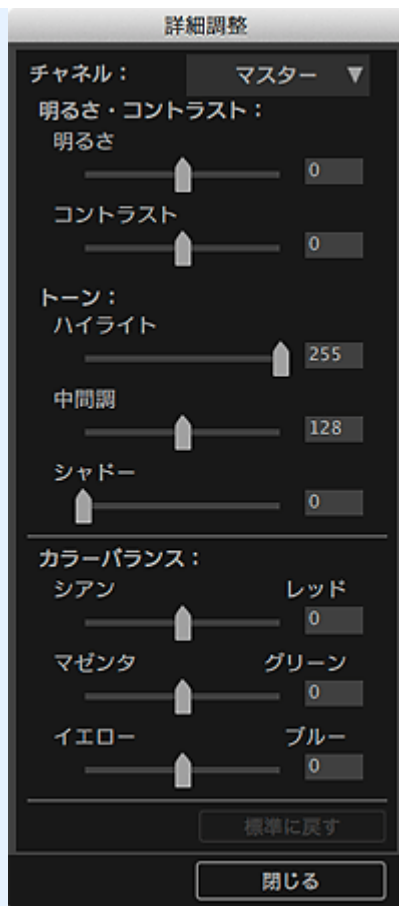 詳細調整
チャネル： マスター ▼
明るさ・コントラスト：
明るさ
0
コントラスト
0
トーン：
ハイライト
255
中間調
128
シャドー
0
カラーバランス：
シアン レッド
0
マゼンタ グリーン
0
イエロー ブルー
0
標準に戻す
閉じる